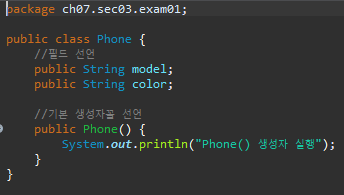 package ch07.sec03.exam01;
public class Phone {
//필드 선언
public String model;
public String color;
//기본 생성자를 선언
public Phone() {
System.out.println("Phone() 생성자 실행");
}
}